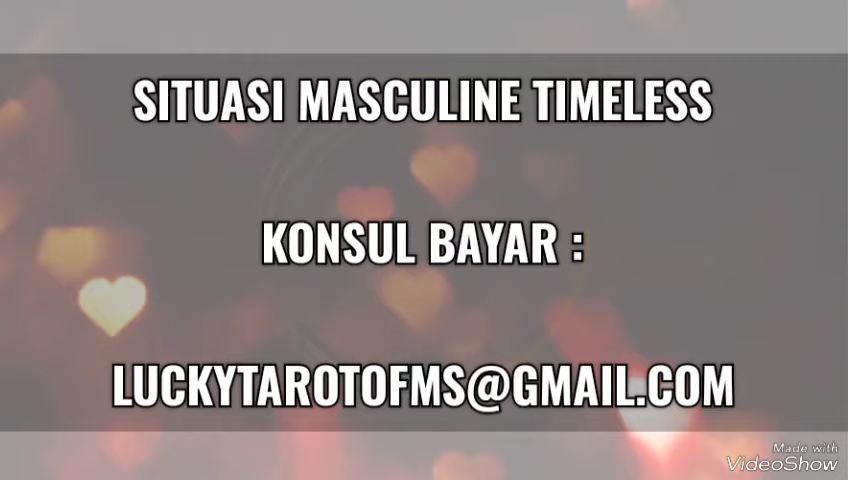 SITUASI MASCULINE TIMELESS
KONSUL BAYAR :
LUCKYTAROTOFMS@GMAIL.COM
Made with
VideoShow